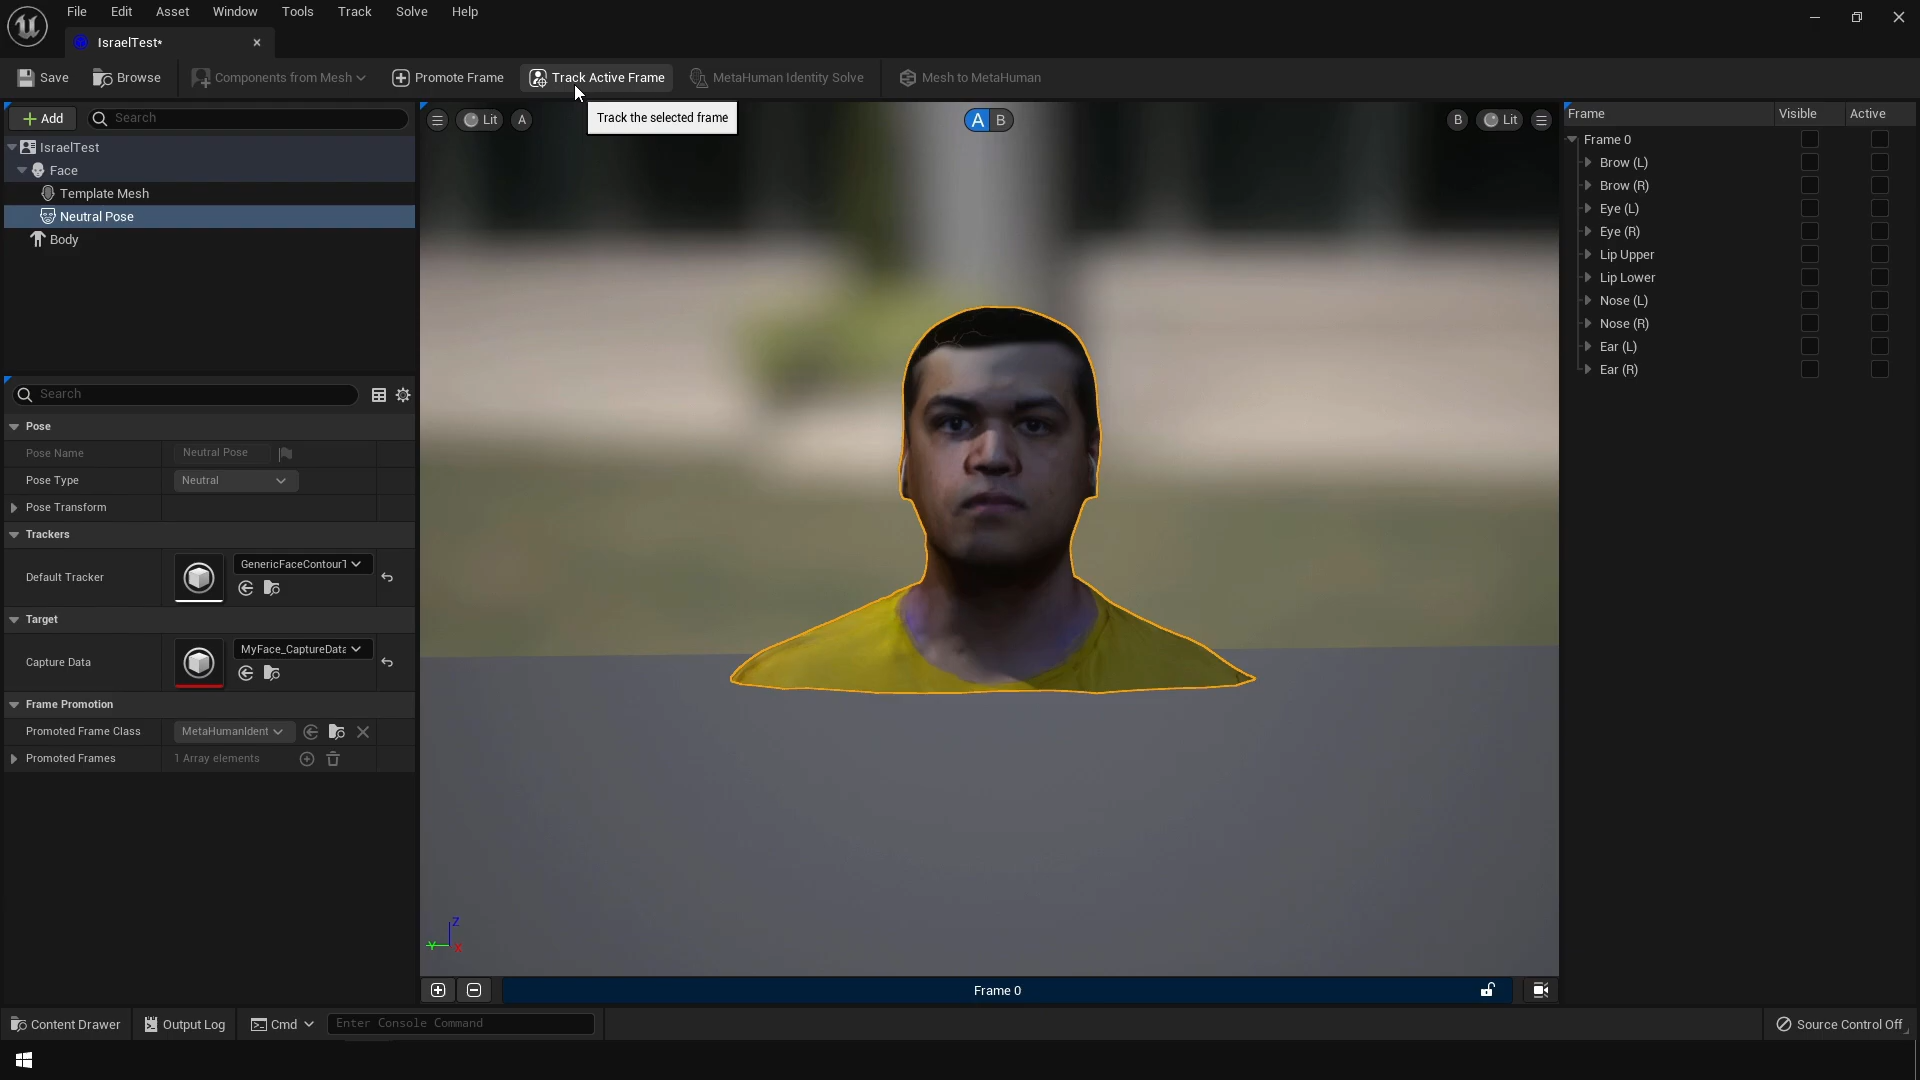 File Edit Asset Window Tools Track Solve Help
IsraelTest*
Save Browse Components from Mesh Promote Frame Track Active Frame MetaHuman Identity Solve Mesh to MetaHuman
Track the selected frame
Add Search
IsraelTest
Face
Template Mesh
Neutral Pose
Body
Lit A
A B
B Lit
Frame Visible Active
Frame 0
Brow (L)
Brow (R)
Eye (L)
Eye (R)
Lip Upper
Lip Lower
Nose (L)
Nose (R)
Ear (L)
Ear (R)
Search
Pose
Pose Name Neutral Pose
Pose Type Neutral
Pose Transform
Trackers
Default Tracker GenericFaceContourT
Target
Capture Data MyFace_CaptureData
Frame Promotion
Promoted Frame Class MetaHumanIdent
Promoted Frames 1 Array elements
Z
Y X
Frame 0
Content Drawer Output Log Cmd Enter Console Command Source Control Off